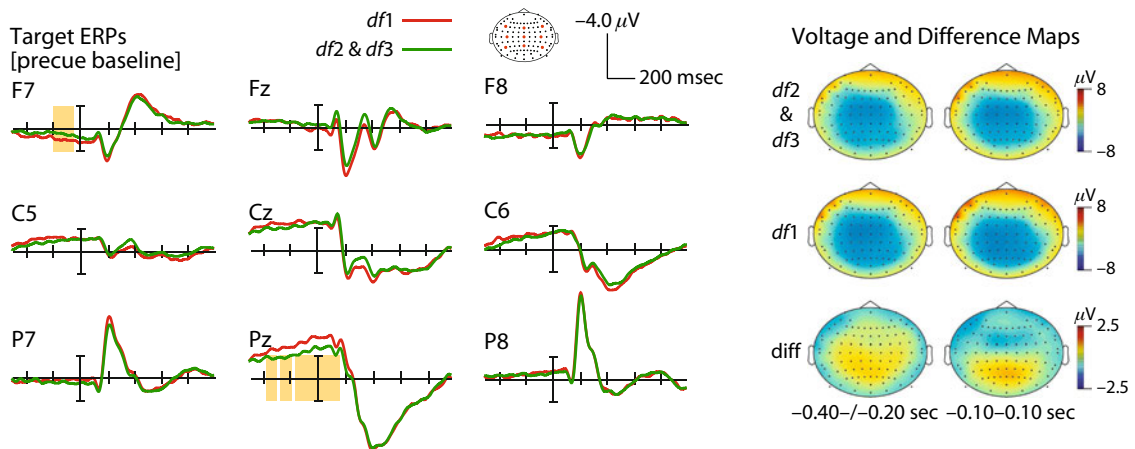 Target ERPs
[precue baseline]
df1
df2 & df3
−4.0 μV
200 msec
F7
Fz
F8
C5
Cz
C6
P7
Pz
P8
Voltage and Difference Maps
df2
&
df3
μV
8
−8
df1
μV
8
−8
diff
μV
2.5
−2.5
−0.40–/−0.20 sec
−0.10–0.10 sec